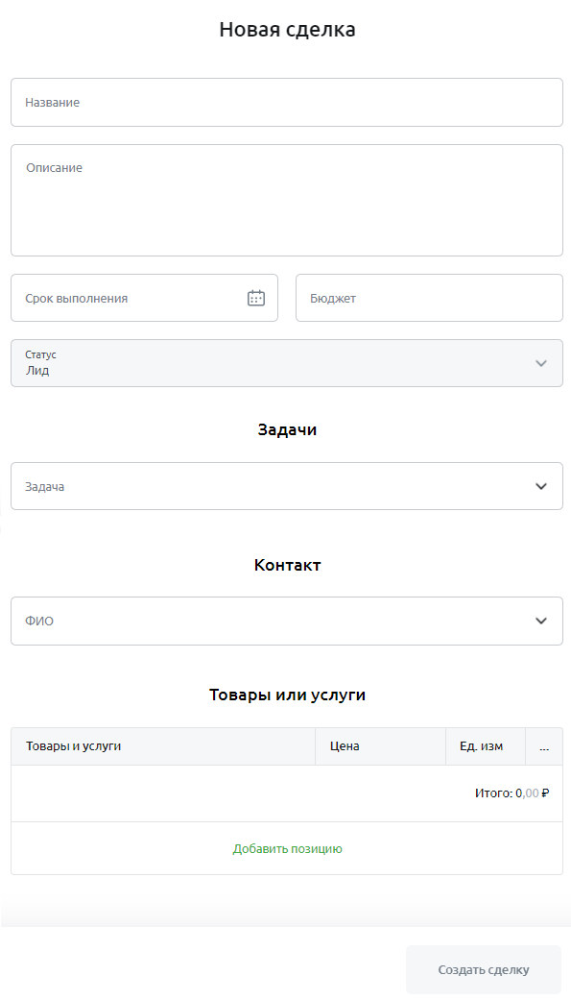 Новая сделка
Название
Описание
Срок выполнения
Бюджет
Статус
Лид
Задачи
Задача
Контакт
ФИО
Товары или услуги
Товары и услуги Цена Ед. изм ...
Итого: 0,00 ₽
Добавить позицию
Создать сделку